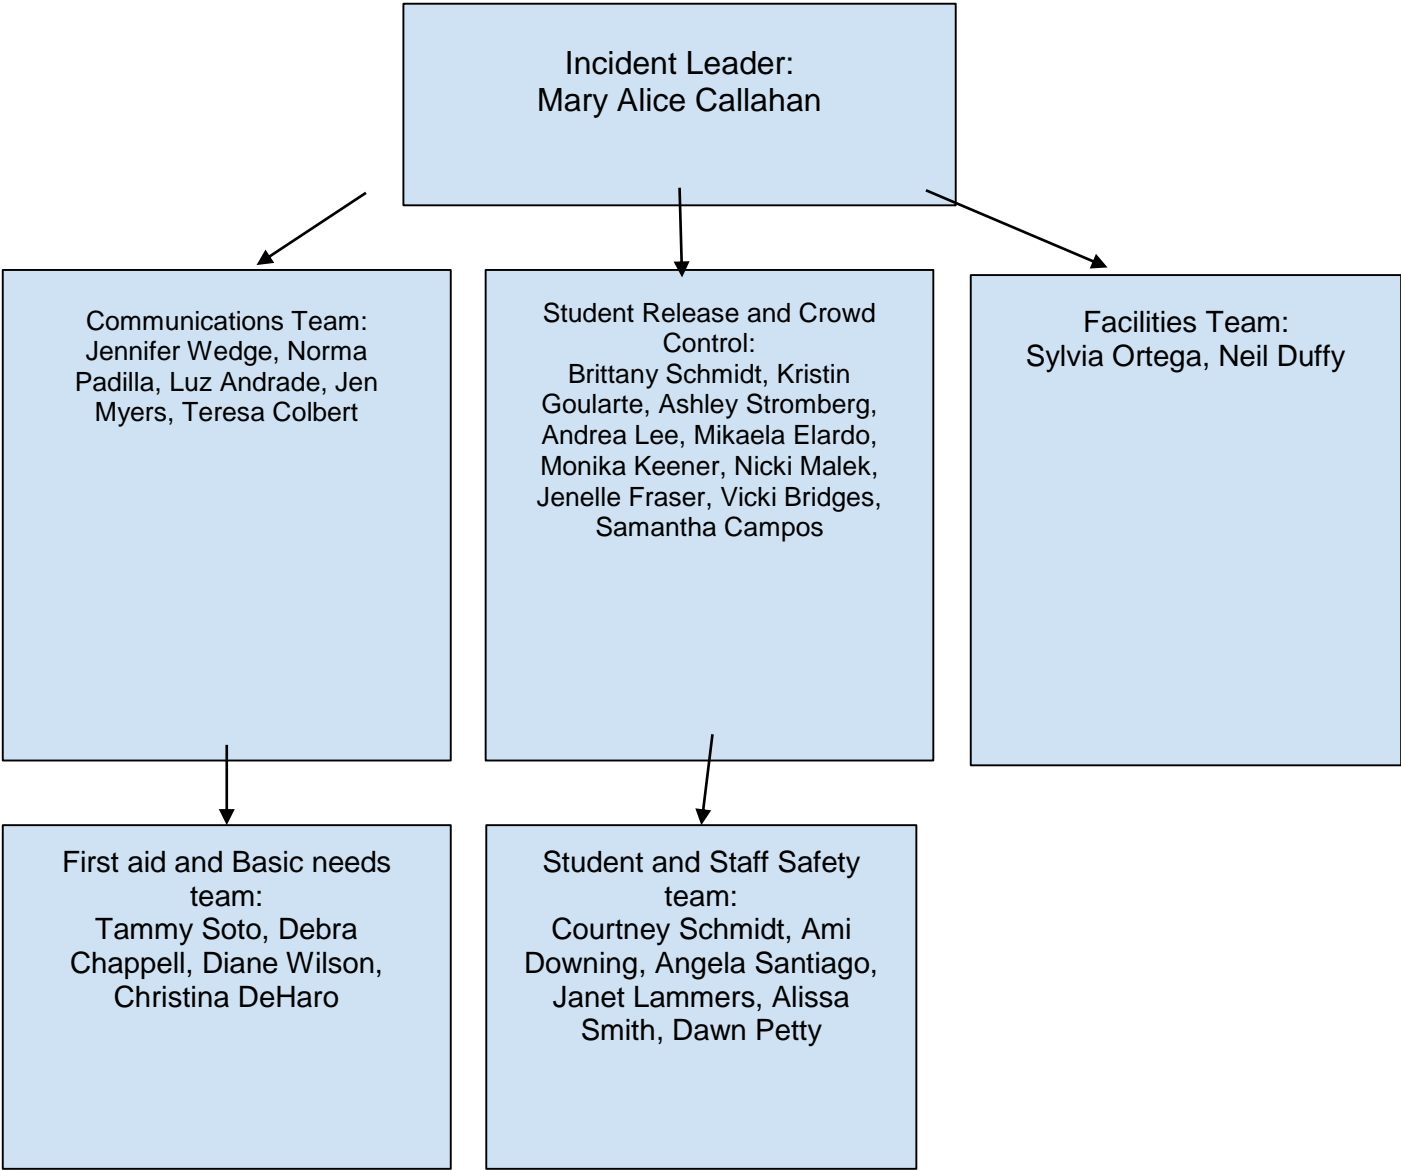 Incident Leader:
Mary Alice Callahan
Communications Team:
Jennifer Wedge, Norma
Padilla, Luz Andrade, Jen
Myers, Teresa Colbert
Student Release and Crowd
Control:
Brittany Schmidt, Kristin
Goularte, Ashley Stromberg,
Andrea Lee, Mikaela Elardo,
Monika Keener, Nicki Malek,
Jenelle Fraser, Vicki Bridges,
Samantha Campos
Facilities Team:
Sylvia Ortega, Neil Duffy
First aid and Basic needs
team:
Tammy Soto, Debra
Chappell, Diane Wilson,
Christina DeHaro
Student and Staff Safety
team:
Courtney Schmidt, Ami
Downing, Angela Santiago,
Janet Lammers, Alissa
Smith, Dawn Petty